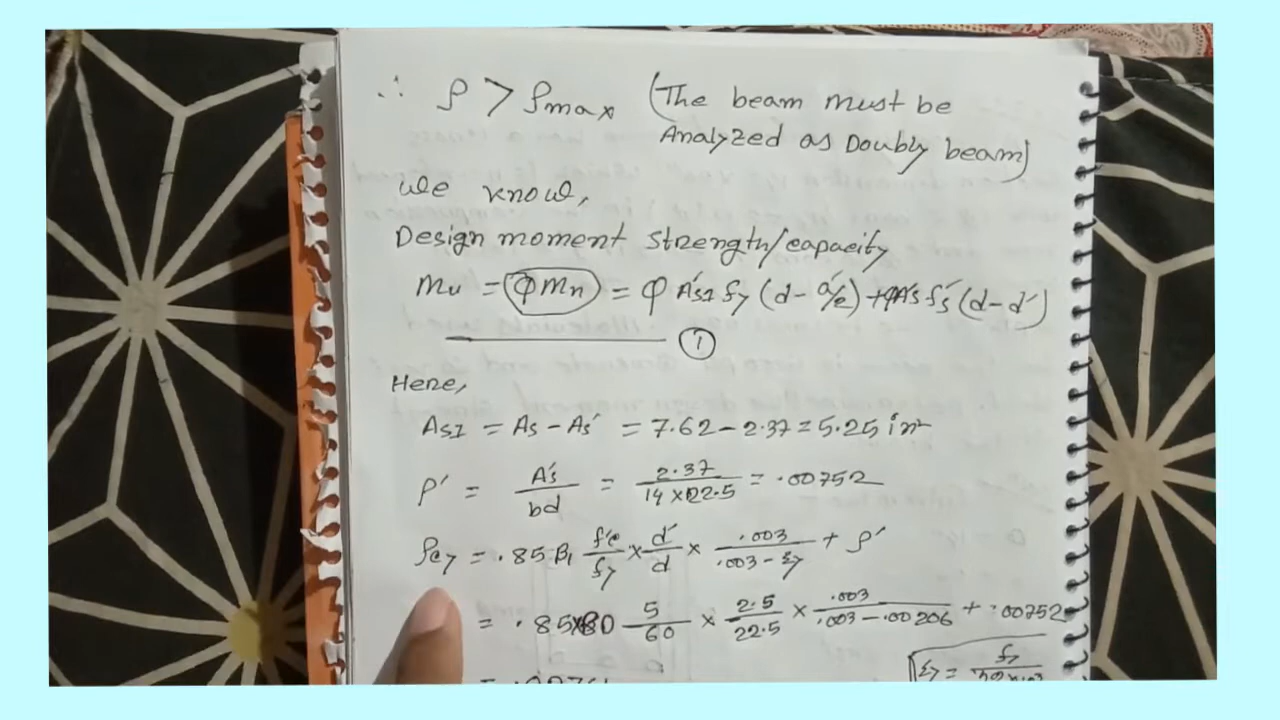 ∴ ρ > ρmax (The beam must be
Analyzed as Doubly beam)
we know,
Design moment strength/capacity
Mu = φMn = φ A's1 fy (d - a/2) + φA's f's (d - d')
1
Here,
As1 = As - As' = 7.62 - 2.37 = 5.25 in²
ρ' = A's / bd = 2.37 / 14 × 22.5 = .00752
ρcy = .85 β1 f'c / fy × d' / d × .003 / .003 - εy + ρ'
= .85×80 5 / 60 × 2.5 / 22.5 × .003 / .003 - .00206 + .00752
εy = fy